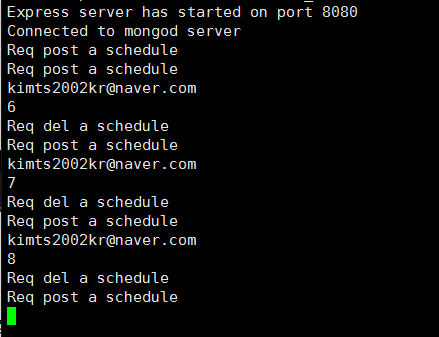 Express server has started on port 8080
Connected to mongod server
Req post a schedule
Req post a schedule
kimts2002kr@naver.com
6
Req del a schedule
Req post a schedule
kimts2002kr@naver.com
7
Req del a schedule
Req post a schedule
kimts2002kr@naver.com
8
Req del a schedule
Req post a schedule